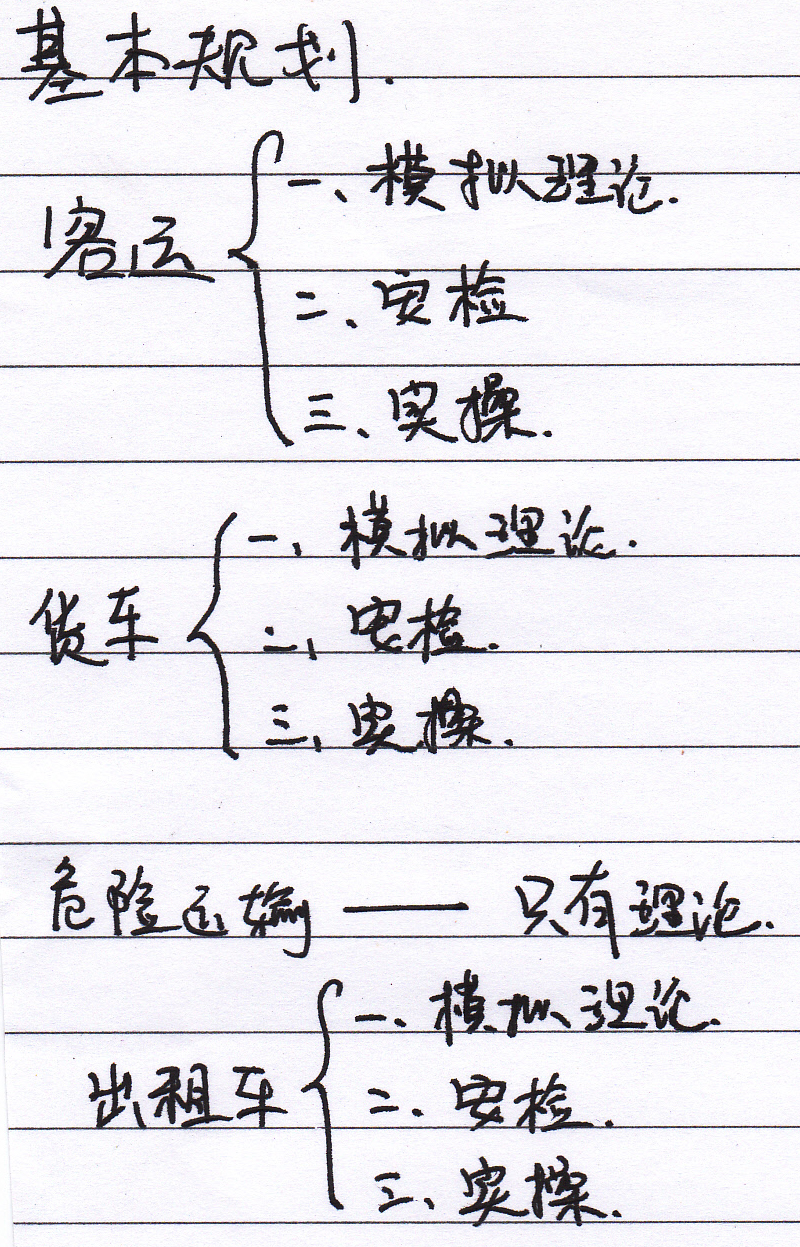 基本规划.
客运
一、模拟理论.
二、安检
三、实操.
货车
一、模拟理论.
二、安检.
三、实操.
危险运输——只有理论.
出租车
一、模拟理论.
二、安检.
三、实操.